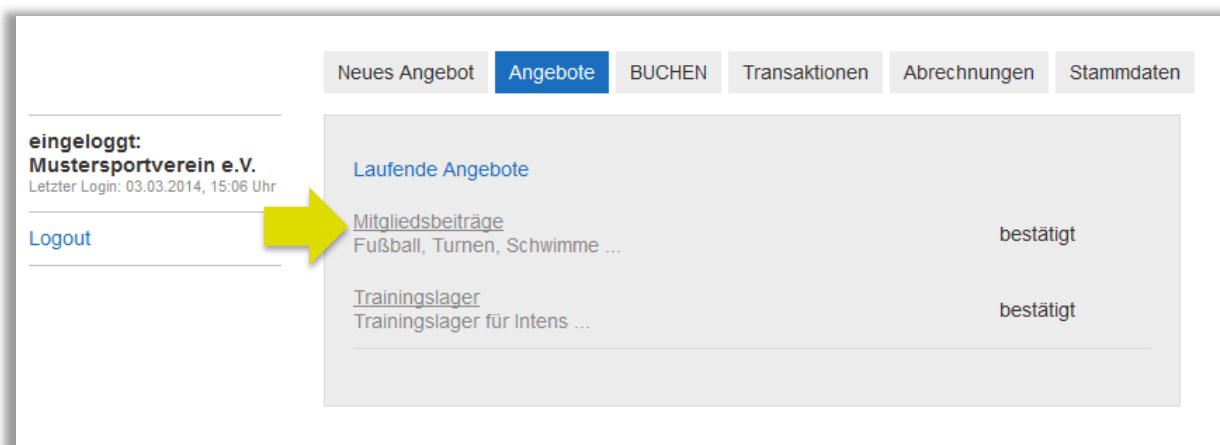 Neues Angebot Angebote BUCHEN Transaktionen Abrechnungen Stammdaten
eingeloggt:
Mustersportverein e.V.
Letzter Login: 03.03.2014, 15:06 Uhr
Logout
Laufende Angebote
Mitgliedsbeiträge
Fußball, Turnen, Schwimme ...
bestätigt
Trainingslager
Trainingslager für Intens ...
bestätigt